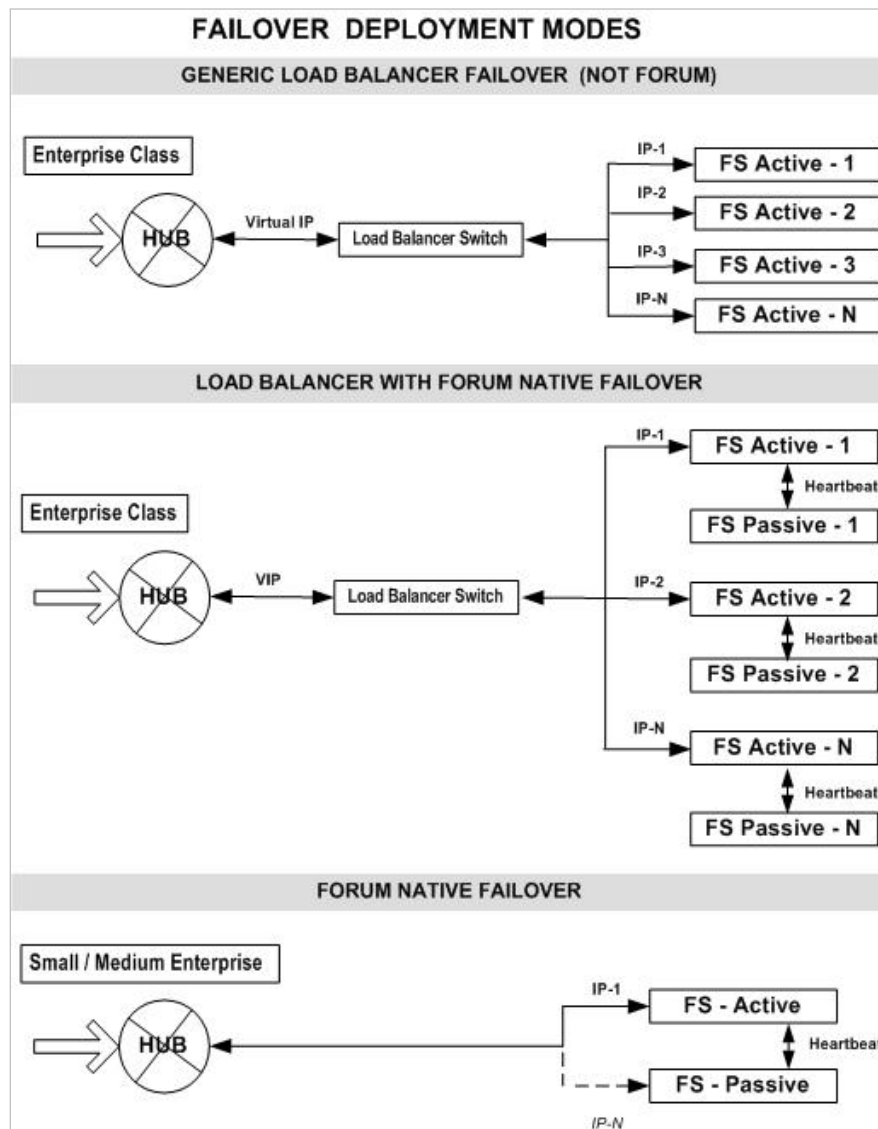 FAILOVER DEPLOYMENT MODES
GENERIC LOAD BALANCER FAILOVER (NOT FORUM)
Enterprise Class
HUB
Virtual IP
Load Balancer Switch
IP-1
FS Active - 1
IP-2
FS Active - 2
IP-3
FS Active - 3
IP-N
FS Active - N
LOAD BALANCER WITH FORUM NATIVE FAILOVER
Enterprise Class
HUB
VIP
Load Balancer Switch
IP-1
FS Active - 1
Heartbeat
FS Passive - 1
IP-2
FS Active - 2
Heartbeat
FS Passive - 2
IP-N
FS Active - N
Heartbeat
FS Passive - N
FORUM NATIVE FAILOVER
Small / Medium Enterprise
HUB
IP-1
FS - Active
Heartbeat
FS - Passive
IP-N